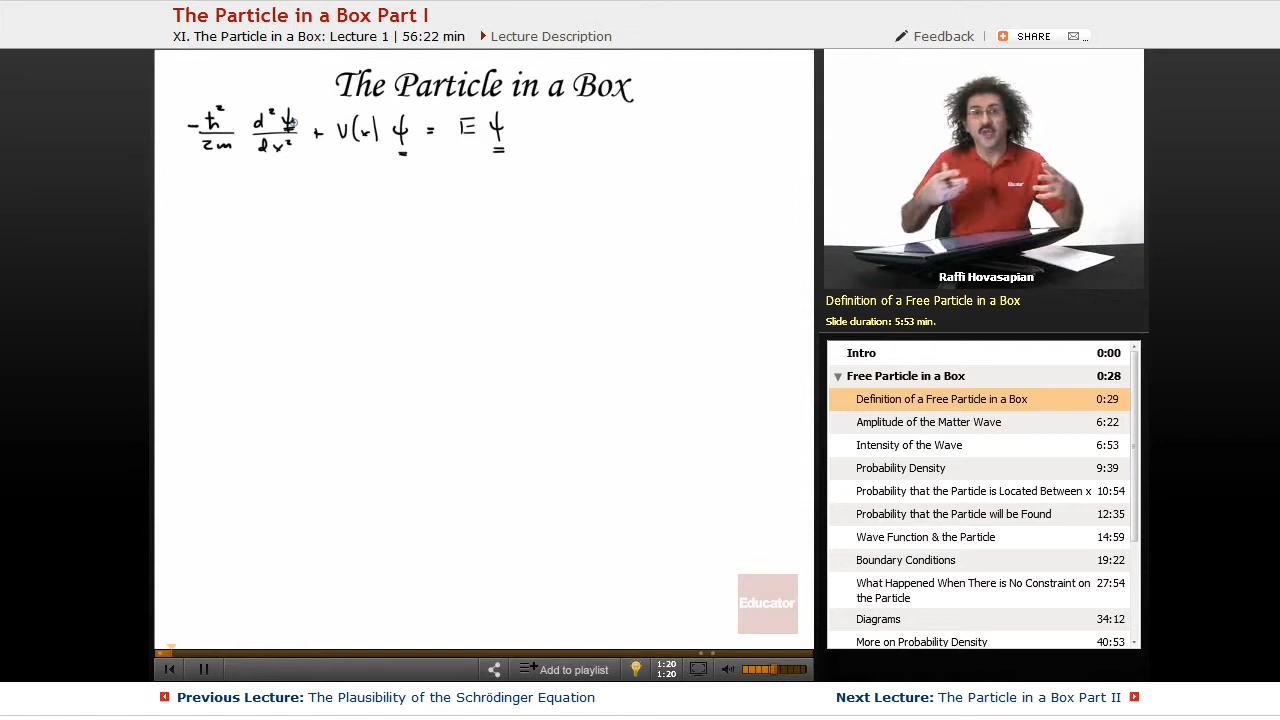 The Particle in a Box Part I
XI. The Particle in a Box: Lecture 1 | 56:22 min
Lecture Description
Feedback
SHARE
The Particle in a Box
-ħ²/2m d²ψ/dx² + V(x) ψ = E ψ
Educator
Educator
Raffi Hovasapian
Definition of a Free Particle in a Box
Slide duration: 5:53 min.
Intro 0:00
Free Particle in a Box 0:28
Definition of a Free Particle in a Box 0:29
Amplitude of the Matter Wave 6:22
Intensity of the Wave 6:53
Probability Density 9:39
Probability that the Particle is Located Between x 10:54
Probability that the Particle will be Found 12:35
Wave Function & the Particle 14:59
Boundary Conditions 19:22
What Happened When There is No Constraint on 27:54
the Particle
Diagrams 34:12
More on Probability Density 40:53
Add to playlist
1:20
1:20
Previous Lecture: The Plausibility of the Schrödinger Equation
Next Lecture: The Particle in a Box Part II